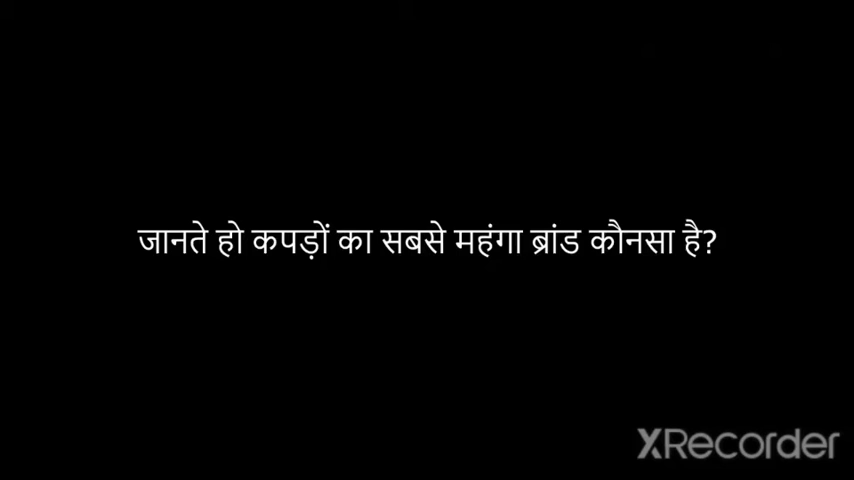 जानते हो कपड़ों का सबसे महंगा ब्रांड कौनसा है?
XRecorder